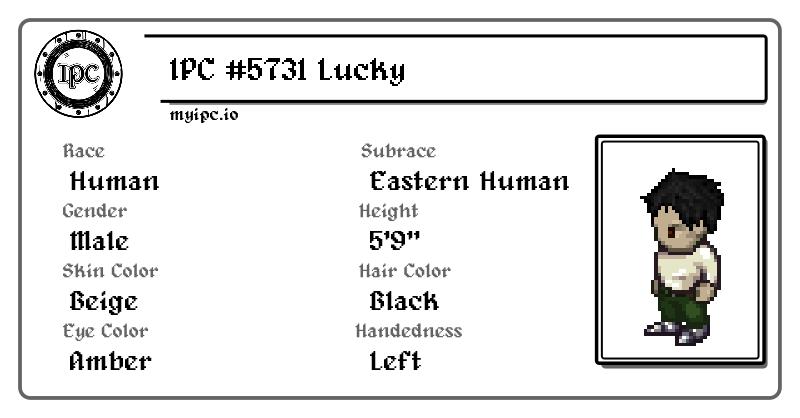 IPC
IPC #5731 Lucky
myipc.io
Race
Subrace
Human
Eastern Human
Gender
Height
Male
5'9"
Skin Color
Hair Color
Beige
Black
Eye Color
Handedness
Amber
Left